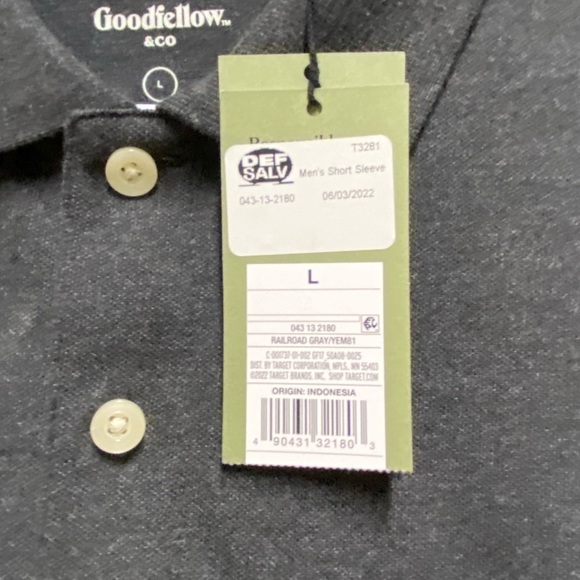 Goodfellow™
&CO
L
DEF
SALV
T3281
Men's Short Sleeve
043-13-2180
06/03/2022
L
043 13 2180
RAILROAD GRAY/YEM81
DIST. BY TARGET CORPORATION, MPLS., MN 55403
©2022 TARGET BRANDS, INC. SHOP TARGET.COM
ORIGIN: INDONESIA
4 90431 32180 3